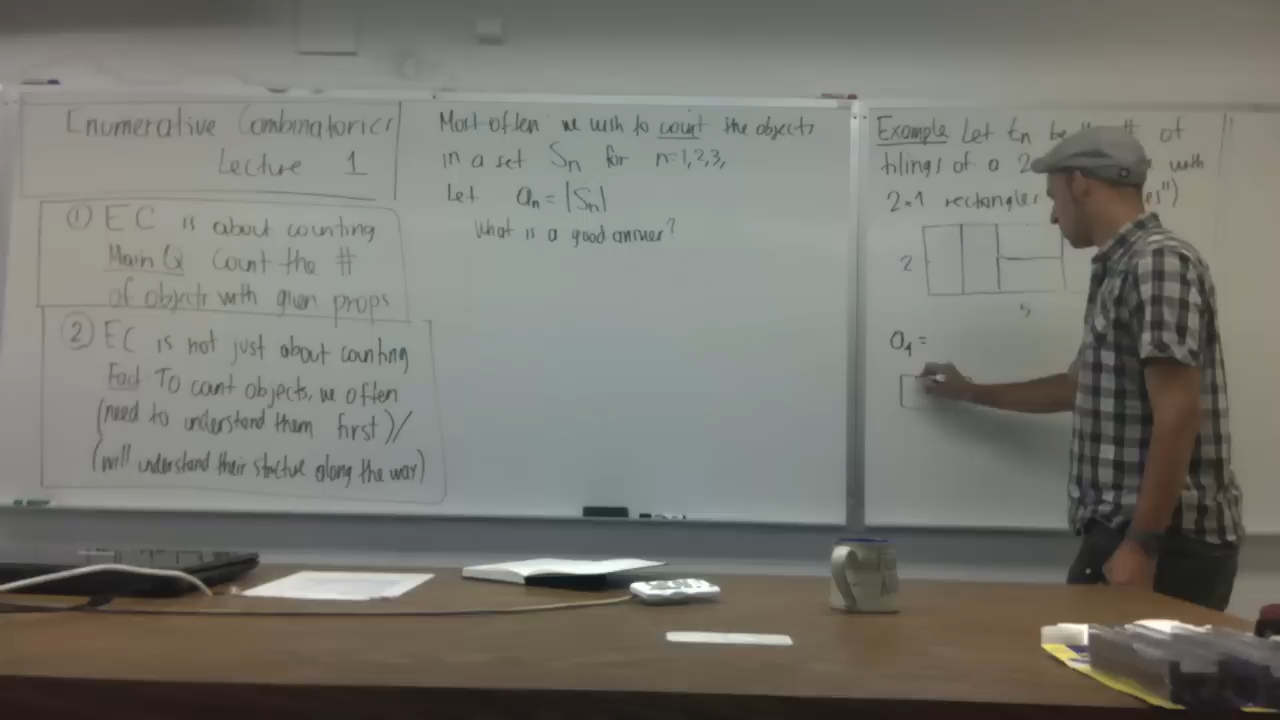 Enumerative Combinatorics
Lecture 1
① EC is about counting
Main Q Count the #
of objects with given props
② EC is not just about counting
Fact To count objects, we often
(need to understand them first)/
(will understand their structure along the way)
Most often we wish to count the objects
in a set Sn for n=1,2,3,
Let an = |Sn|
What is a good answer?
Example Let tn be # of
tilings of a 2 with
2×1 rectangles es")
2
5
a4 =